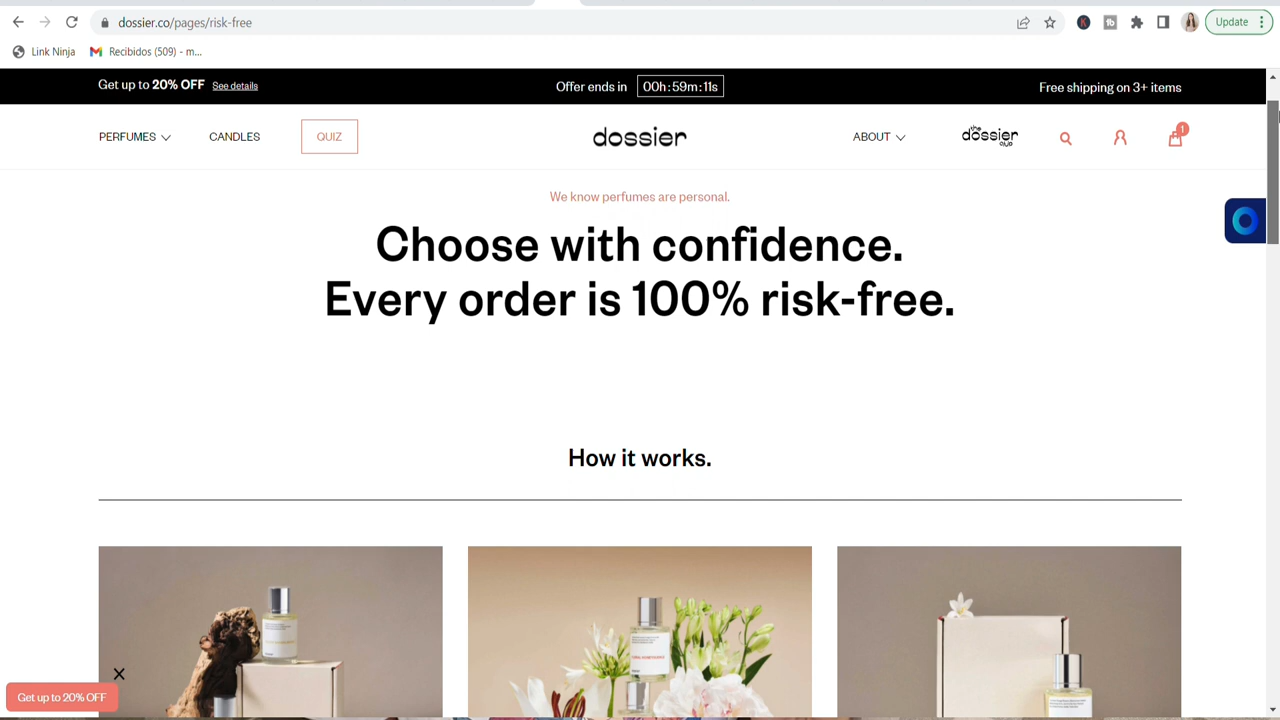 dossier.co/pages/risk-free
Update
Link Ninja
Recibidos (509) - m...
Get up to 20% OFF See details
Offer ends in 00h:59m:11s
Free shipping on 3+ items
PERFUMES
CANDLES
QUIZ
dossier
ABOUT
the dossier club
1
We know perfumes are personal.
Choose with confidence.
Every order is 100% risk-free.
How it works.
Get up to 20% OFF